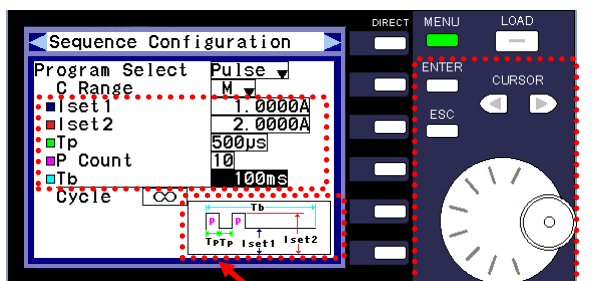 DIRECT MENU LOAD
Sequence Configuration
ENTER
CURSOR
ESC
Program Select Pulse
C Range M
Iset1 1.0000A
Iset2 2.0000A
Tp 500µs
P Count 10
Tb 100ms
Cycle ∞
Tb
P P
TPTP Iset1 Iset2